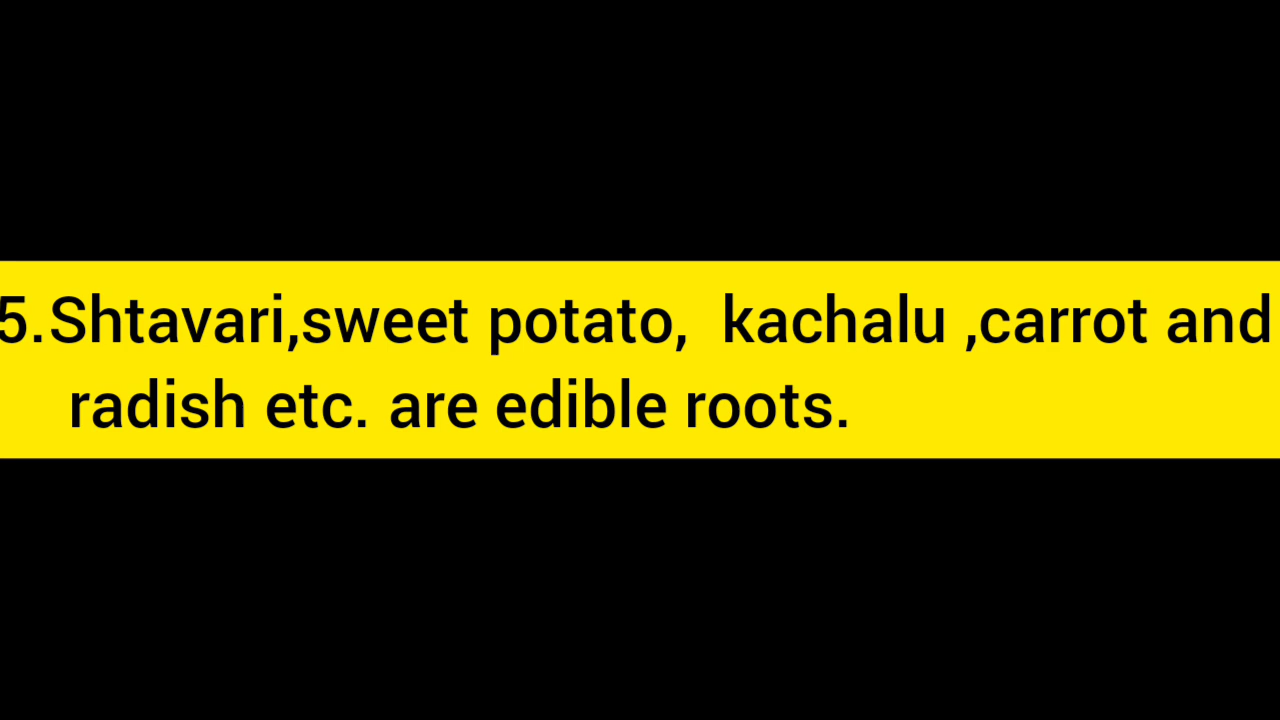 5.Shtavari,sweet potato,  kachalu ,carrot and
radish etc. are edible roots.